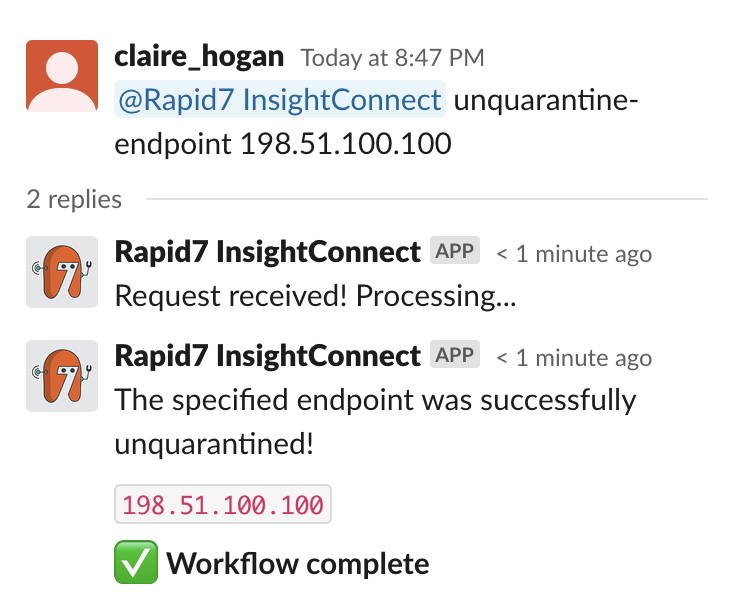 claire_hogan Today at 8:47 PM
@Rapid7 InsightConnect unquarantine-
endpoint 198.51.100.100
2 replies
Rapid7 InsightConnect APP < 1 minute ago
Request received! Processing...
Rapid7 InsightConnect APP < 1 minute ago
The specified endpoint was successfully
unquarantined!
198.51.100.100
Workflow complete